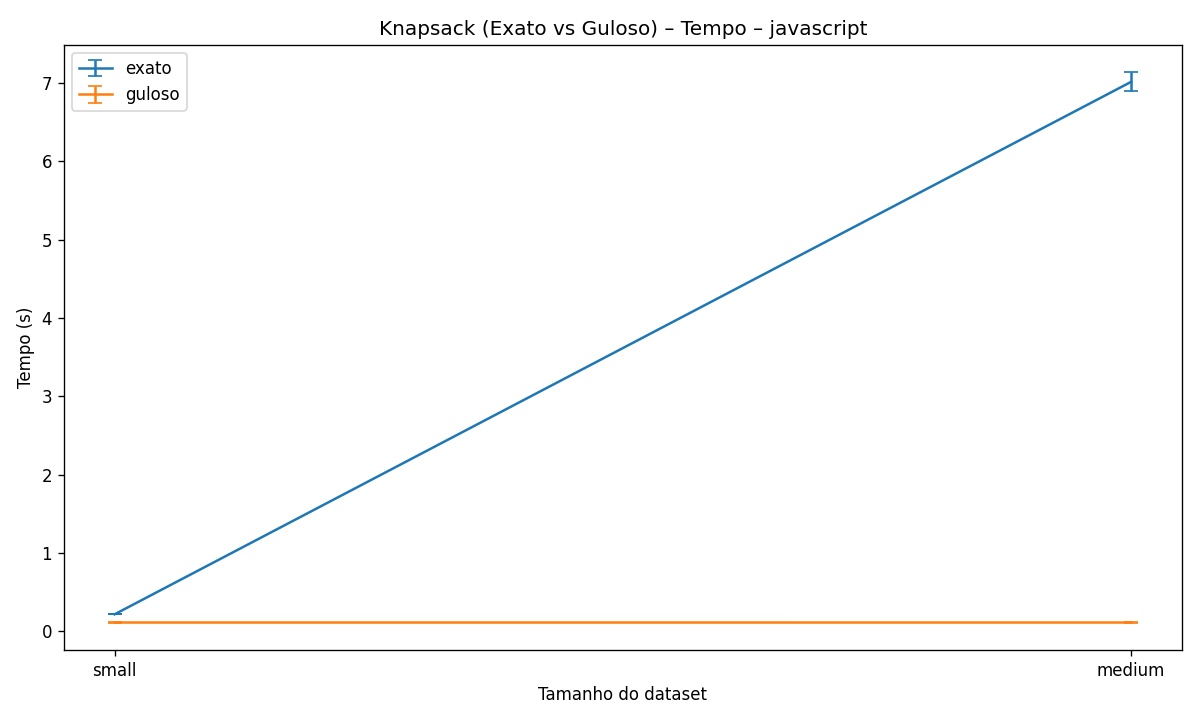 Knapsack (Exato vs Guloso) – Tempo – javascript
exato
guloso
7
6
5
4
3
2
1
0
Tempo (s)
small
medium
Tamanho do dataset